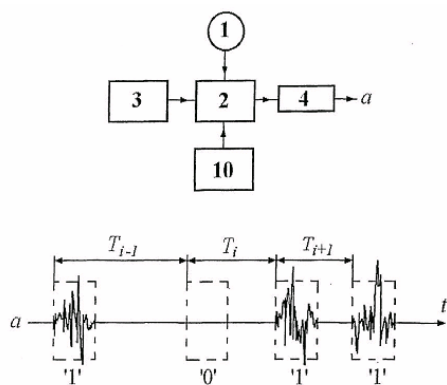 1
3 2 4 a
10
T_{i-1} T_i T_{i+1}
a t
'1' '0' '1' '1'